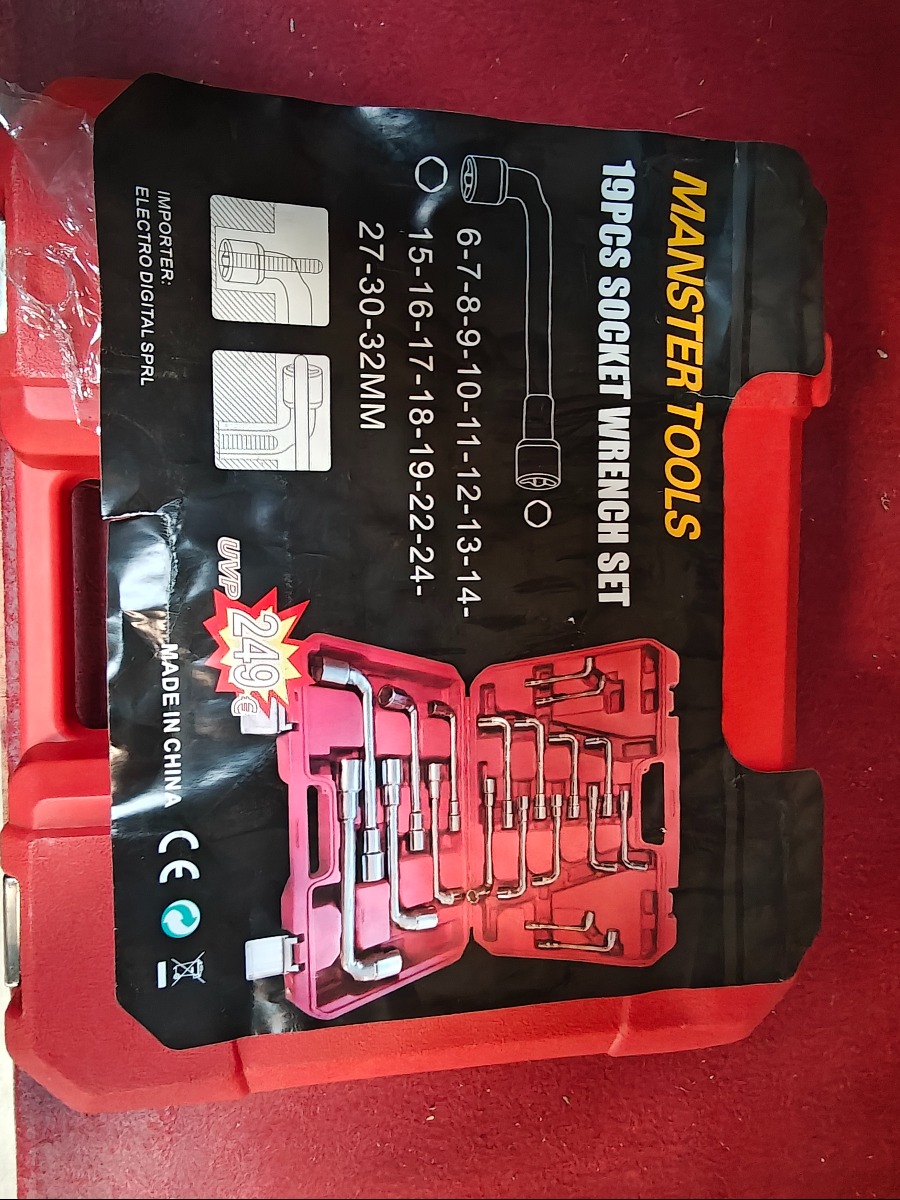 MANSTER TOOLS
19PCS SOCKET WRENCH SET
6-7-8-9-10-11-12-13-14-
15-16-17-18-19-22-24-
27-30-32MM
UVP 249€
IMPORTER:
ELECTRO DIGITAL SPRL
MADE IN CHINA CE